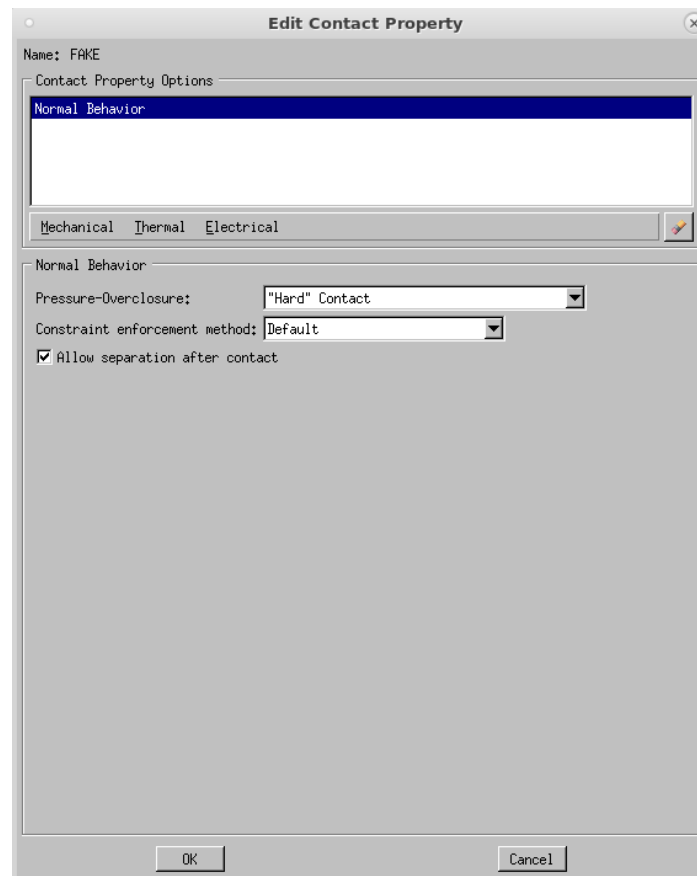 Edit Contact Property
Name: FAKE
Contact Property Options
Normal Behavior
Mechanical Thermal Electrical
Normal Behavior
Pressure-Overclosure: "Hard" Contact
Constraint enforcement method: Default
Allow separation after contact
OK Cancel